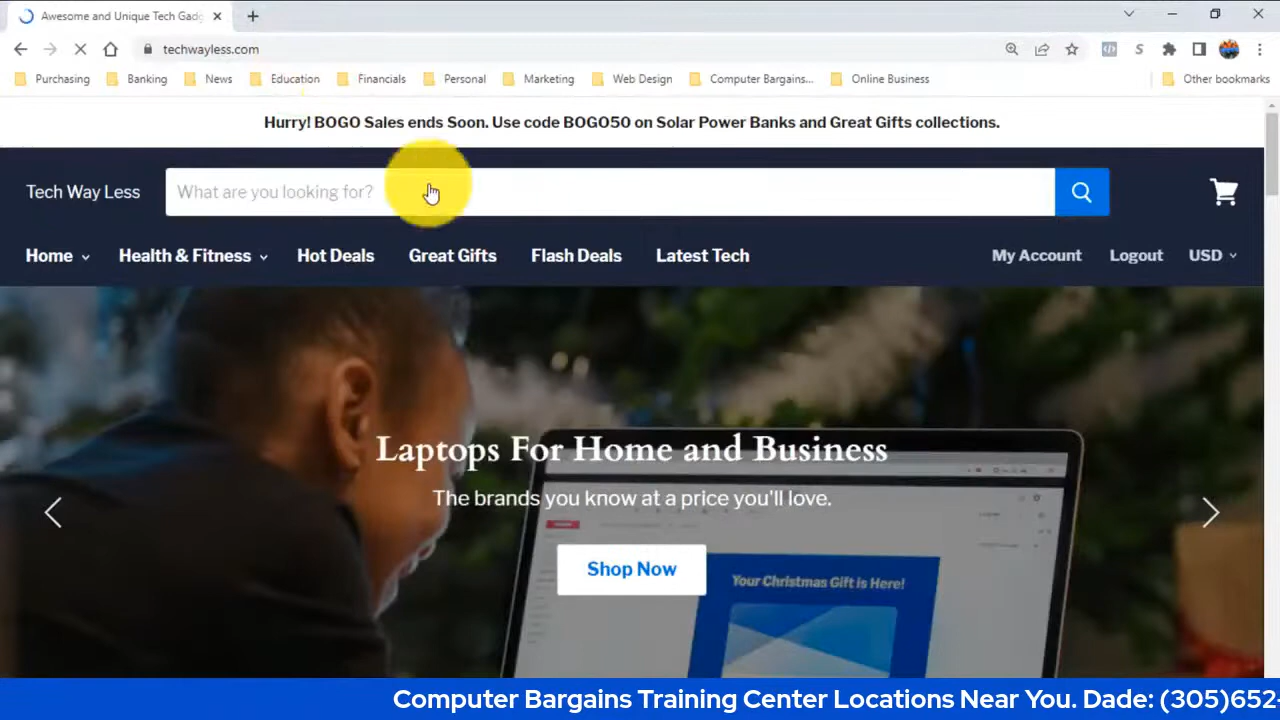 Awesome and Unique Tech Gadg
techwayless.com
Purchasing Banking News Education Financials Personal Marketing Web Design Computer Bargains... Online Business Other bookmarks
Hurry! BOGO Sales ends Soon. Use code BOGO50 on Solar Power Banks and Great Gifts collections.
Tech Way Less What are you looking for?
Home Health & Fitness Hot Deals Great Gifts Flash Deals Latest Tech My Account Logout USD
Laptops For Home and Business
The brands you know at a price you'll love.
Shop Now
Your Christmas Gift is Here!
Computer Bargains Training Center Locations Near You. Dade: (305)652-